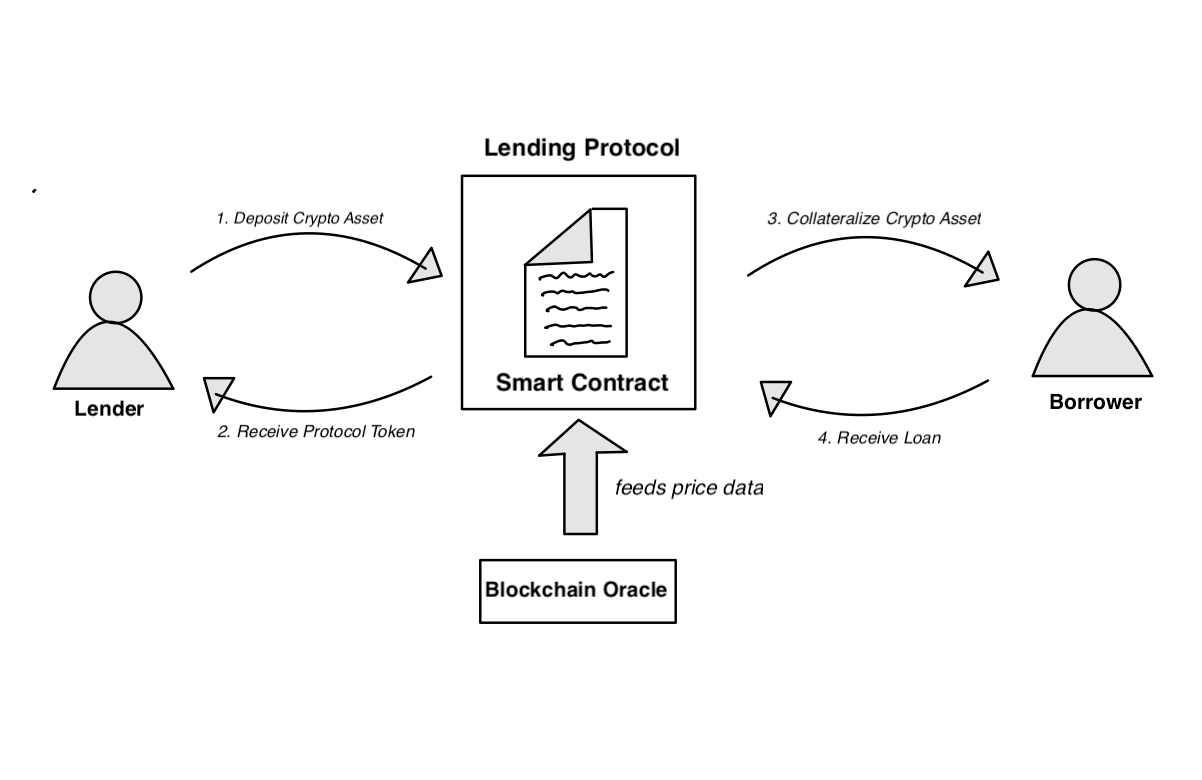 Lending Protocol
1. Deposit Crypto Asset
3. Collateralize Crypto Asset
Smart Contract
Lender
Borrower
2. Receive Protocol Token
4. Receive Loan
feeds price data
Blockchain Oracle